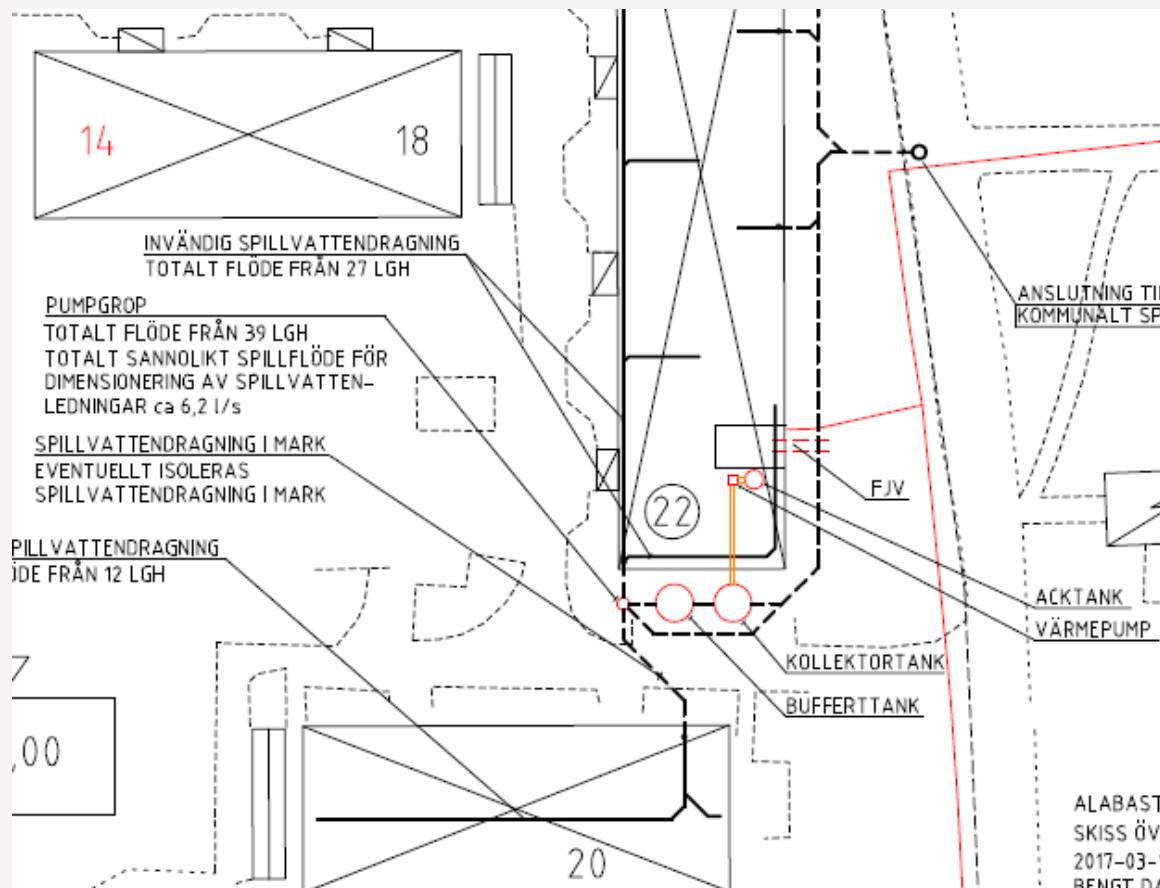 14
18
INVÄNDIG SPILLVATTENDRAGNING
TOTALT FLÖDE FRÅN 27 LGH
PUMPGROP
TOTALT FLÖDE FRÅN 39 LGH
TOTALT SANNOLIKT SPILLFLÖDE FÖR
DIMENSIONERING AV SPILLVATTEN-
LEDNINGAR ca 6,2 l/s
SPILLVATTENDRAGNING I MARK
EVENTUELLT ISOLERAS
SPILLVATTENDRAGNING I MARK
PILLVATTENDRAGNING
ÖDE FRÅN 12 LGH
ANSLUTNING TI
KOMMUNALT SP
FJV
22
ACKTANK
VÄRMEPUMP
KOLLEKTORTANK
BUFFERTTANK
,00
20
ALABAST
SKISS ÖV
2017-03-
BENGT DA